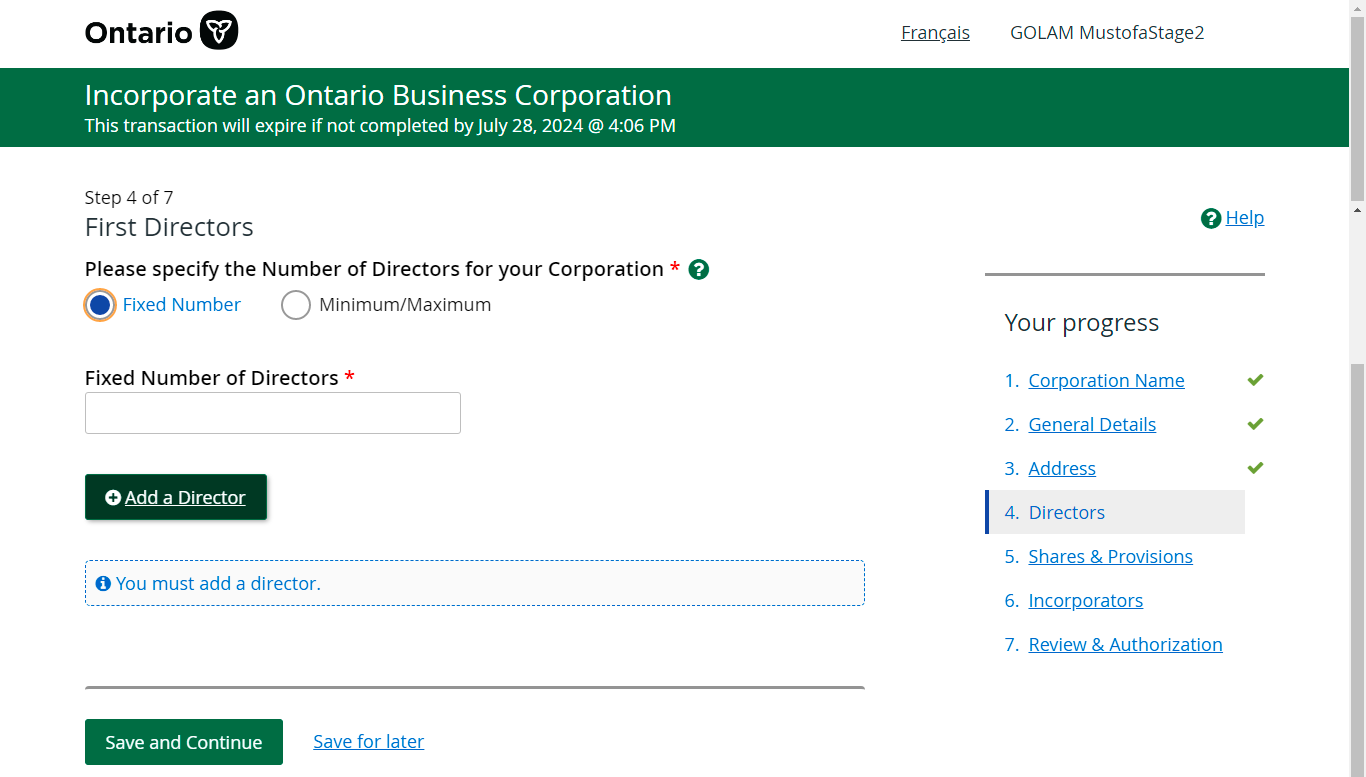 Ontario
Français
GOLAM MustofaStage2
Incorporate an Ontario Business Corporation
This transaction will expire if not completed by July 28, 2024 @ 4:06 PM
Step 4 of 7
First Directors
Help
Please specify the Number of Directors for your Corporation *
Fixed Number
Minimum/Maximum
Fixed Number of Directors *
Add a Director
You must add a director.
Save and Continue
Save for later
Your progress
1. Corporation Name
2. General Details
3. Address
4. Directors
5. Shares & Provisions
6. Incorporators
7. Review & Authorization